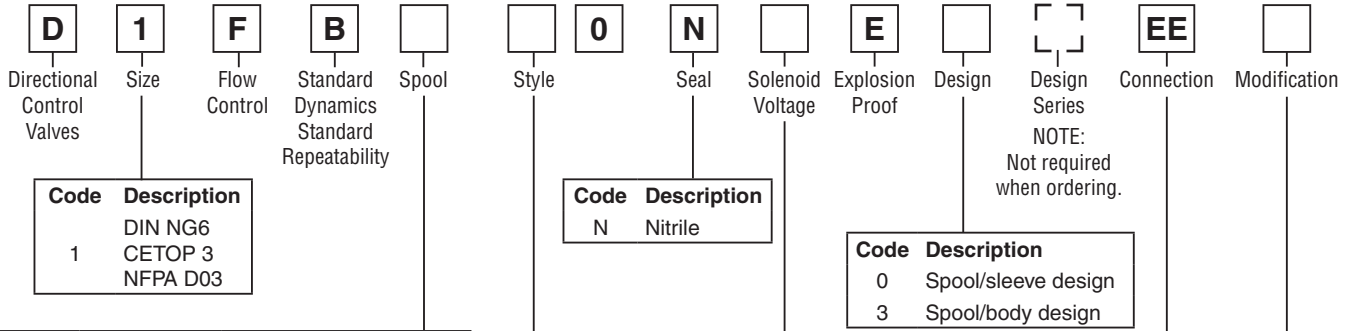 D 1 F B 0 N E EE
Directional Control Valves
Size
Flow Control
Standard Dynamics Standard Repeatability
Spool
Style
Seal
Solenoid Voltage
Explosion Proof
Design
Design Series
NOTE:
Not required
when ordering.
Connection
Modification
Code Description
DIN NG6
1 CETOP 3
NFPA D03
Code Description
N Nitrile
Code Description
0 Spool/sleeve design
3 Spool/body design